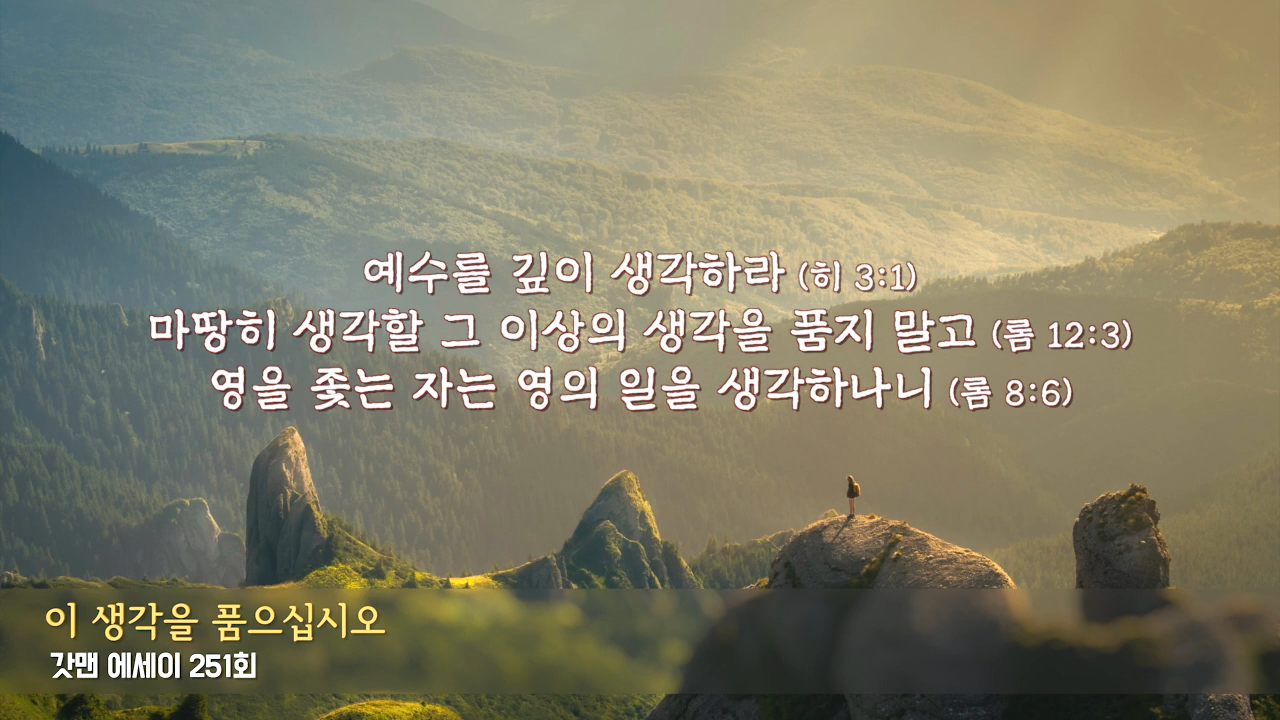 예수를 깊이 생각하라 (히 3:1)
마땅히 생각할 그 이상의 생각을 품지 말고 (롬 12:3)
영을 좇는 자는 영의 일을 생각하나니 (롬 8:6)
이 생각을 품으십시오
갓맨 에세이 251회